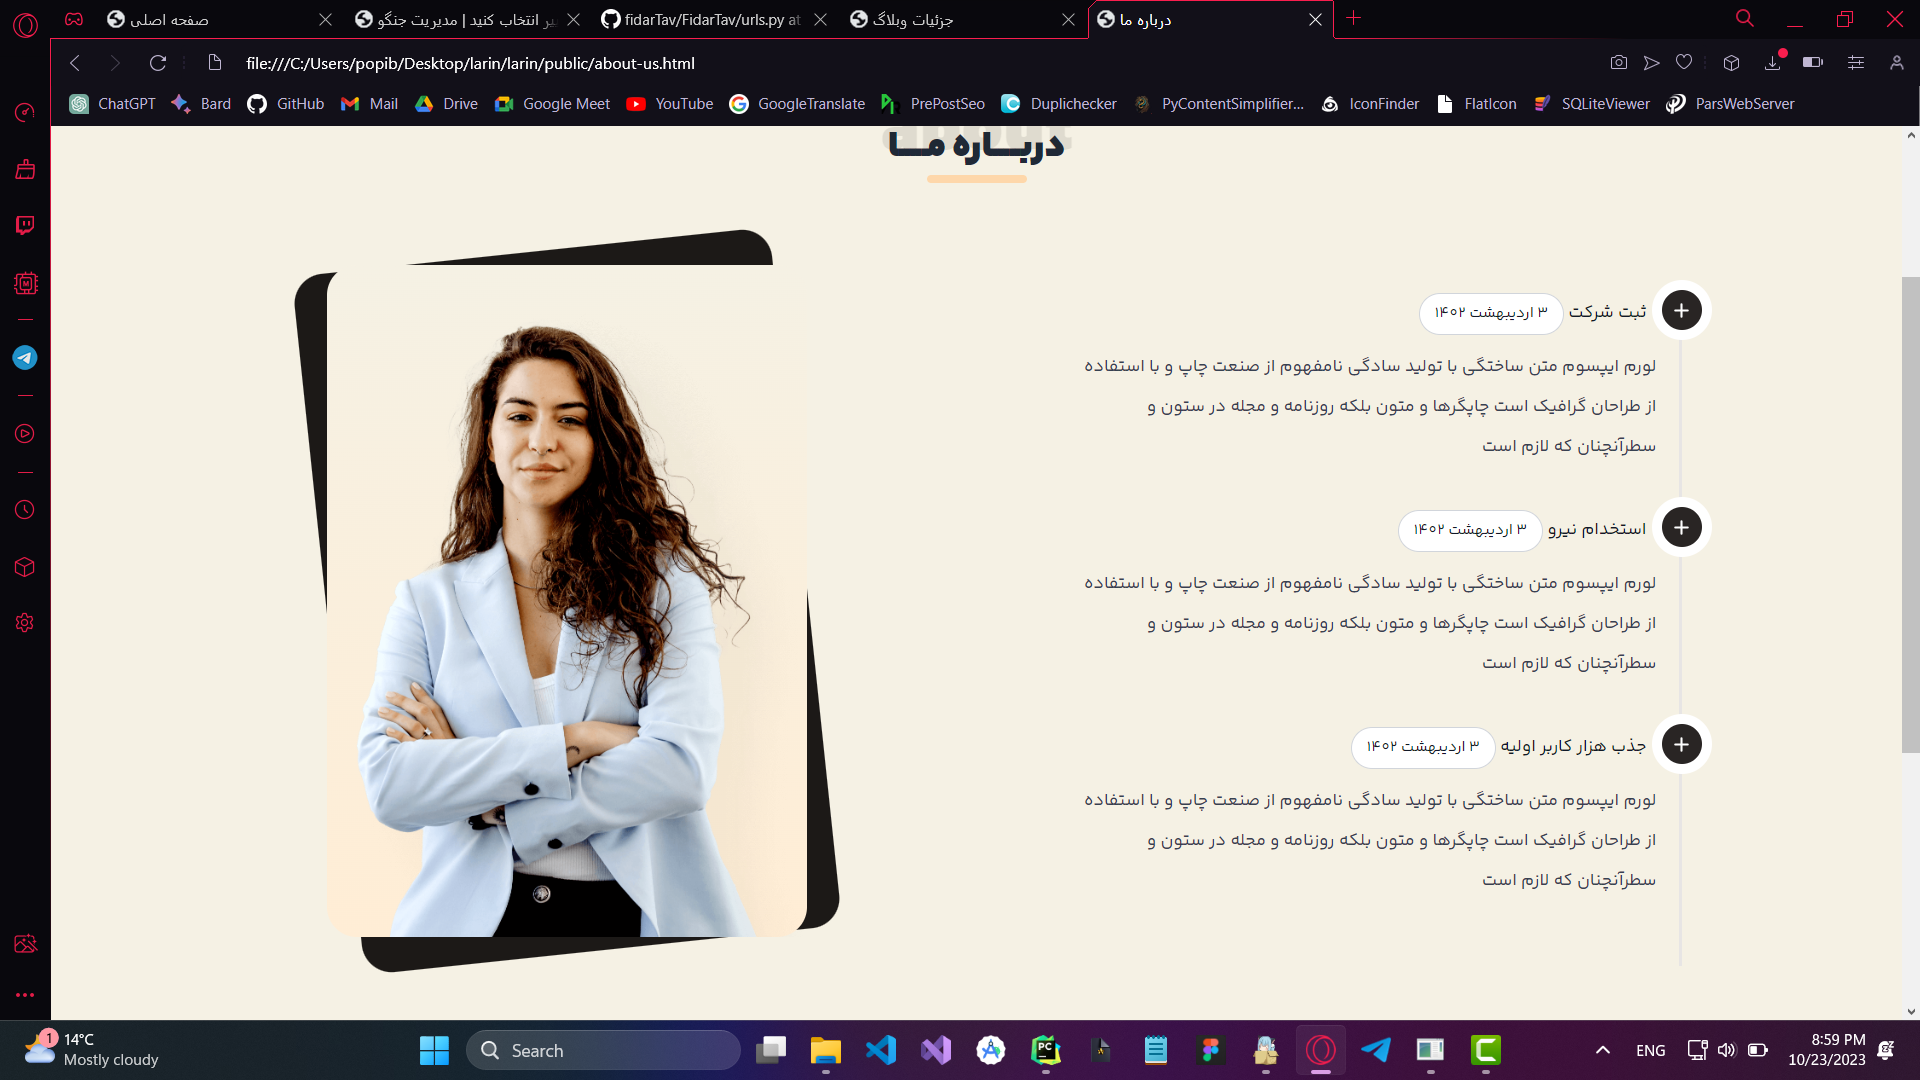 صفحه اصلی
یر انتخاب کنید | مدیریت جنگو
fidarTav/FidarTav/urls.py at
جزئیات وبلاگ
درباره ما
file:///C:/Users/popib/Desktop/larin/larin/public/about-us.html
ChatGPT
Bard
GitHub
Mail
Drive
Google Meet
YouTube
GoogleTranslate
PrePostSeo
Duplichecker
PyContentSimplifier...
IconFinder
FlatIcon
SQLiteViewer
ParsWebServer
about
دربـــاره مـــا
ثبت شرکت ۳ اردیبهشت ۱۴۰۲
لورم ایپسوم متن ساختگی با تولید سادگی نامفهوم از صنعت چاپ و با استفاده
از طراحان گرافیک است چاپگرها و متون بلکه روزنامه و مجله در ستون و
سطرآنچنان که لازم است
استخدام نیرو ۳ اردیبهشت ۱۴۰۲
لورم ایپسوم متن ساختگی با تولید سادگی نامفهوم از صنعت چاپ و با استفاده
از طراحان گرافیک است چاپگرها و متون بلکه روزنامه و مجله در ستون و
سطرآنچنان که لازم است
جذب هزار کاربر اولیه ۳ اردیبهشت ۱۴۰۲
لورم ایپسوم متن ساختگی با تولید سادگی نامفهوم از صنعت چاپ و با استفاده
از طراحان گرافیک است چاپگرها و متون بلکه روزنامه و مجله در ستون و
سطرآنچنان که لازم است
1
14°C
Mostly cloudy
Search
ENG
8:59 PM
10/23/2023